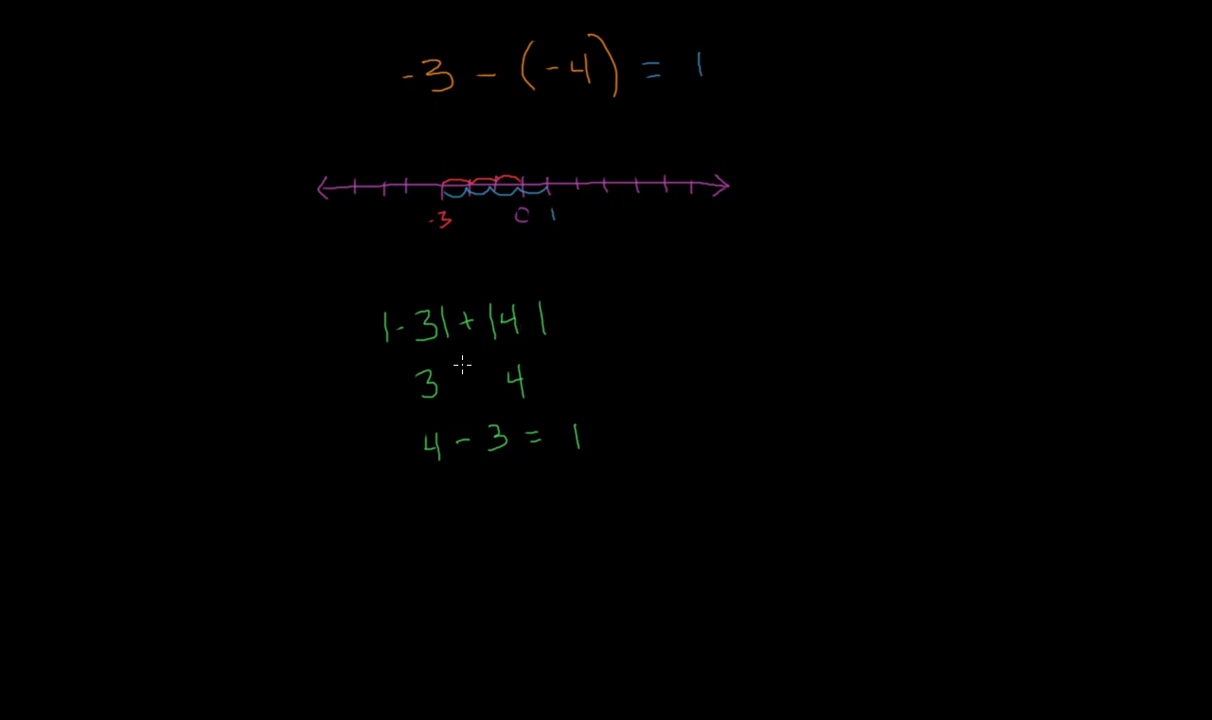 -3 - (-4) = 1
-3 0 1
|-3| + |4|
3 4
4 - 3 = 1